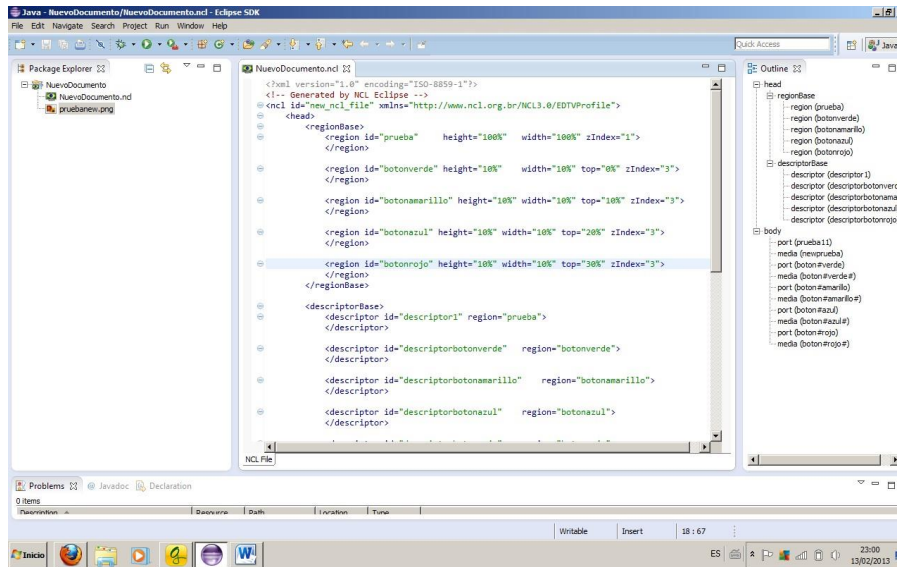 Java - NuevoDocumento/NuevoDocumento.ncl - Eclipse SDK
File Edit Navigate Search Project Run Window Help
Quick Access
Java
Package Explorer
NuevoDocumento
NuevoDocumento.ncl
pruebanew.png
NuevoDocumento.ncl
<?xml version="1.0" encoding="ISO-8859-1"?>
<!-- Generated by NCL Eclipse -->
<ncl id="new_ncl_file" xmlns="http://www.ncl.org.br/NCL3.0/EDTVProfile">
<head>
<regionBase>
<region id="prueba" height="100%" width="100%" zIndex="1">
</region>
<region id="botonverde" height="10%" width="10%" top="0%" zIndex="3">
</region>
<region id="botonamarillo" height="10%" width="10%" top="10%" zIndex="3">
</region>
<region id="botonazul" height="10%" width="10%" top="20%" zIndex="3">
</region>
<region id="botonrojo" height="10%" width="10%" top="30%" zIndex="3">
</region>
</regionBase>
<descriptorBase>
<descriptor id="descriptor1" region="prueba">
</descriptor>
<descriptor id="descriptorbotonverde" region="botonverde">
</descriptor>
<descriptor id="descriptorbotonamarillo" region="botonamarillo">
</descriptor>
<descriptor id="descriptorbotonazul" region="botonazul">
</descriptor>
NCL File
Outline
head
regionBase
region (prueba)
region (botonverde)
region (botonamarillo)
region (botonazul)
region (botonrojo)
descriptorBase
descriptor (descriptor1)
descriptor (descriptorbotonverd
descriptor (descriptorbotonama
descriptor (descriptorbotonazul
descriptor (descriptorbotonrojo
body
port (prueba11)
media (newprueba)
port (boton#verde)
media (boton#verde#)
port (boton#amarillo)
media (boton#amarillo#)
port (boton#azul)
media (boton#azul#)
port (boton#rojo)
media (boton#rojo#)
Problems @ Javadoc Declaration
0 items
Description Resource Path Location Type
Writable Insert 18 : 67
Inicio
ES
23:00
13/02/2013